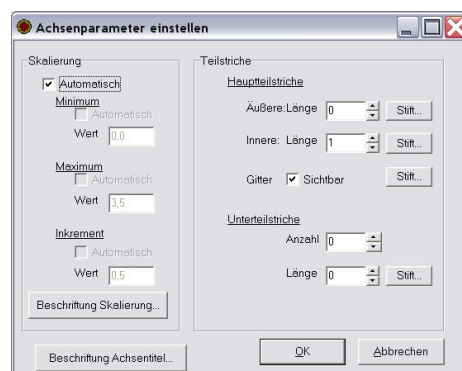 Achsenparameter einstellen
Skalierung
Automatisch
Minimum
Automatisch
Wert 0,0
Maximum
Automatisch
Wert 3,5
Inkrement
Automatisch
Wert 0,5
Beschriftung Skalierung...
Beschriftung Achsentitel...
Teilstriche
Hauptteilstriche
Äußere: Länge 0 Stift...
Innere: Länge 1 Stift...
Gitter Sichtbar Stift...
Unterteilstriche
Anzahl 0
Länge 0 Stift...
OK Abbrechen